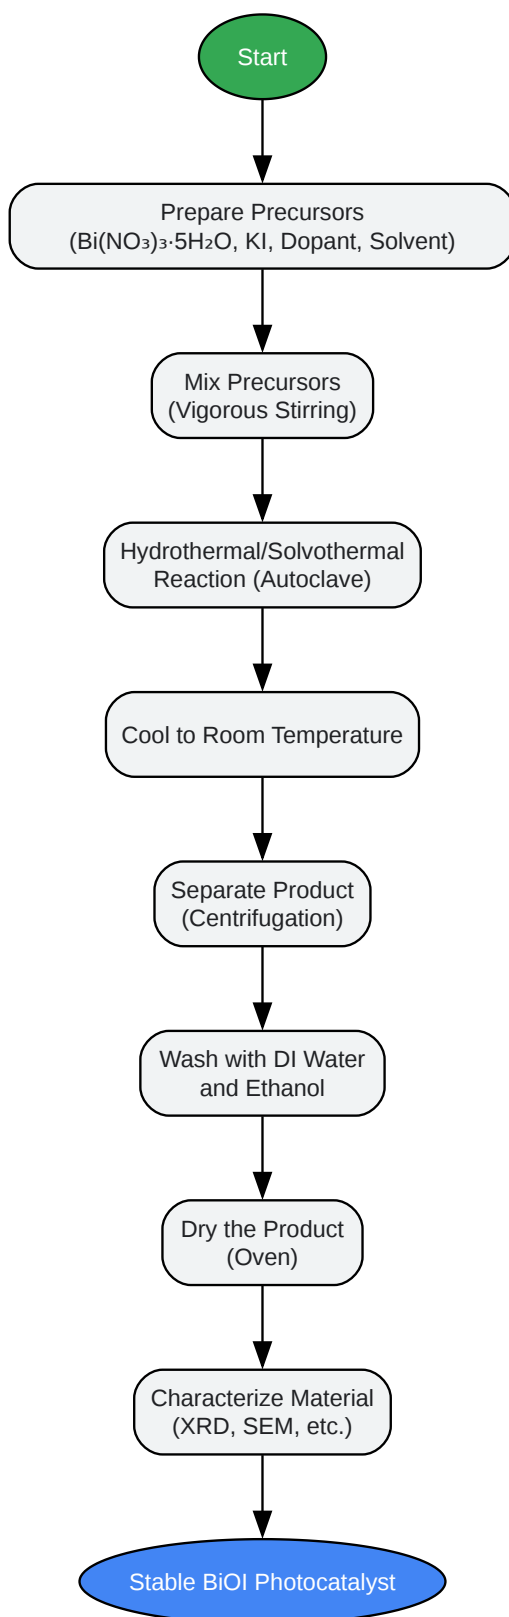 Start
Prepare Precursors
(Bi(NO₃)₃·5H₂O, KI, Dopant, Solvent)
Mix Precursors
(Vigorous Stirring)
Hydrothermal/Solvothermal
Reaction (Autoclave)
Cool to Room Temperature
Separate Product
(Centrifugation)
Wash with DI Water
and Ethanol
Dry the Product
(Oven)
Characterize Material
(XRD, SEM, etc.)
Stable BiOI Photocatalyst